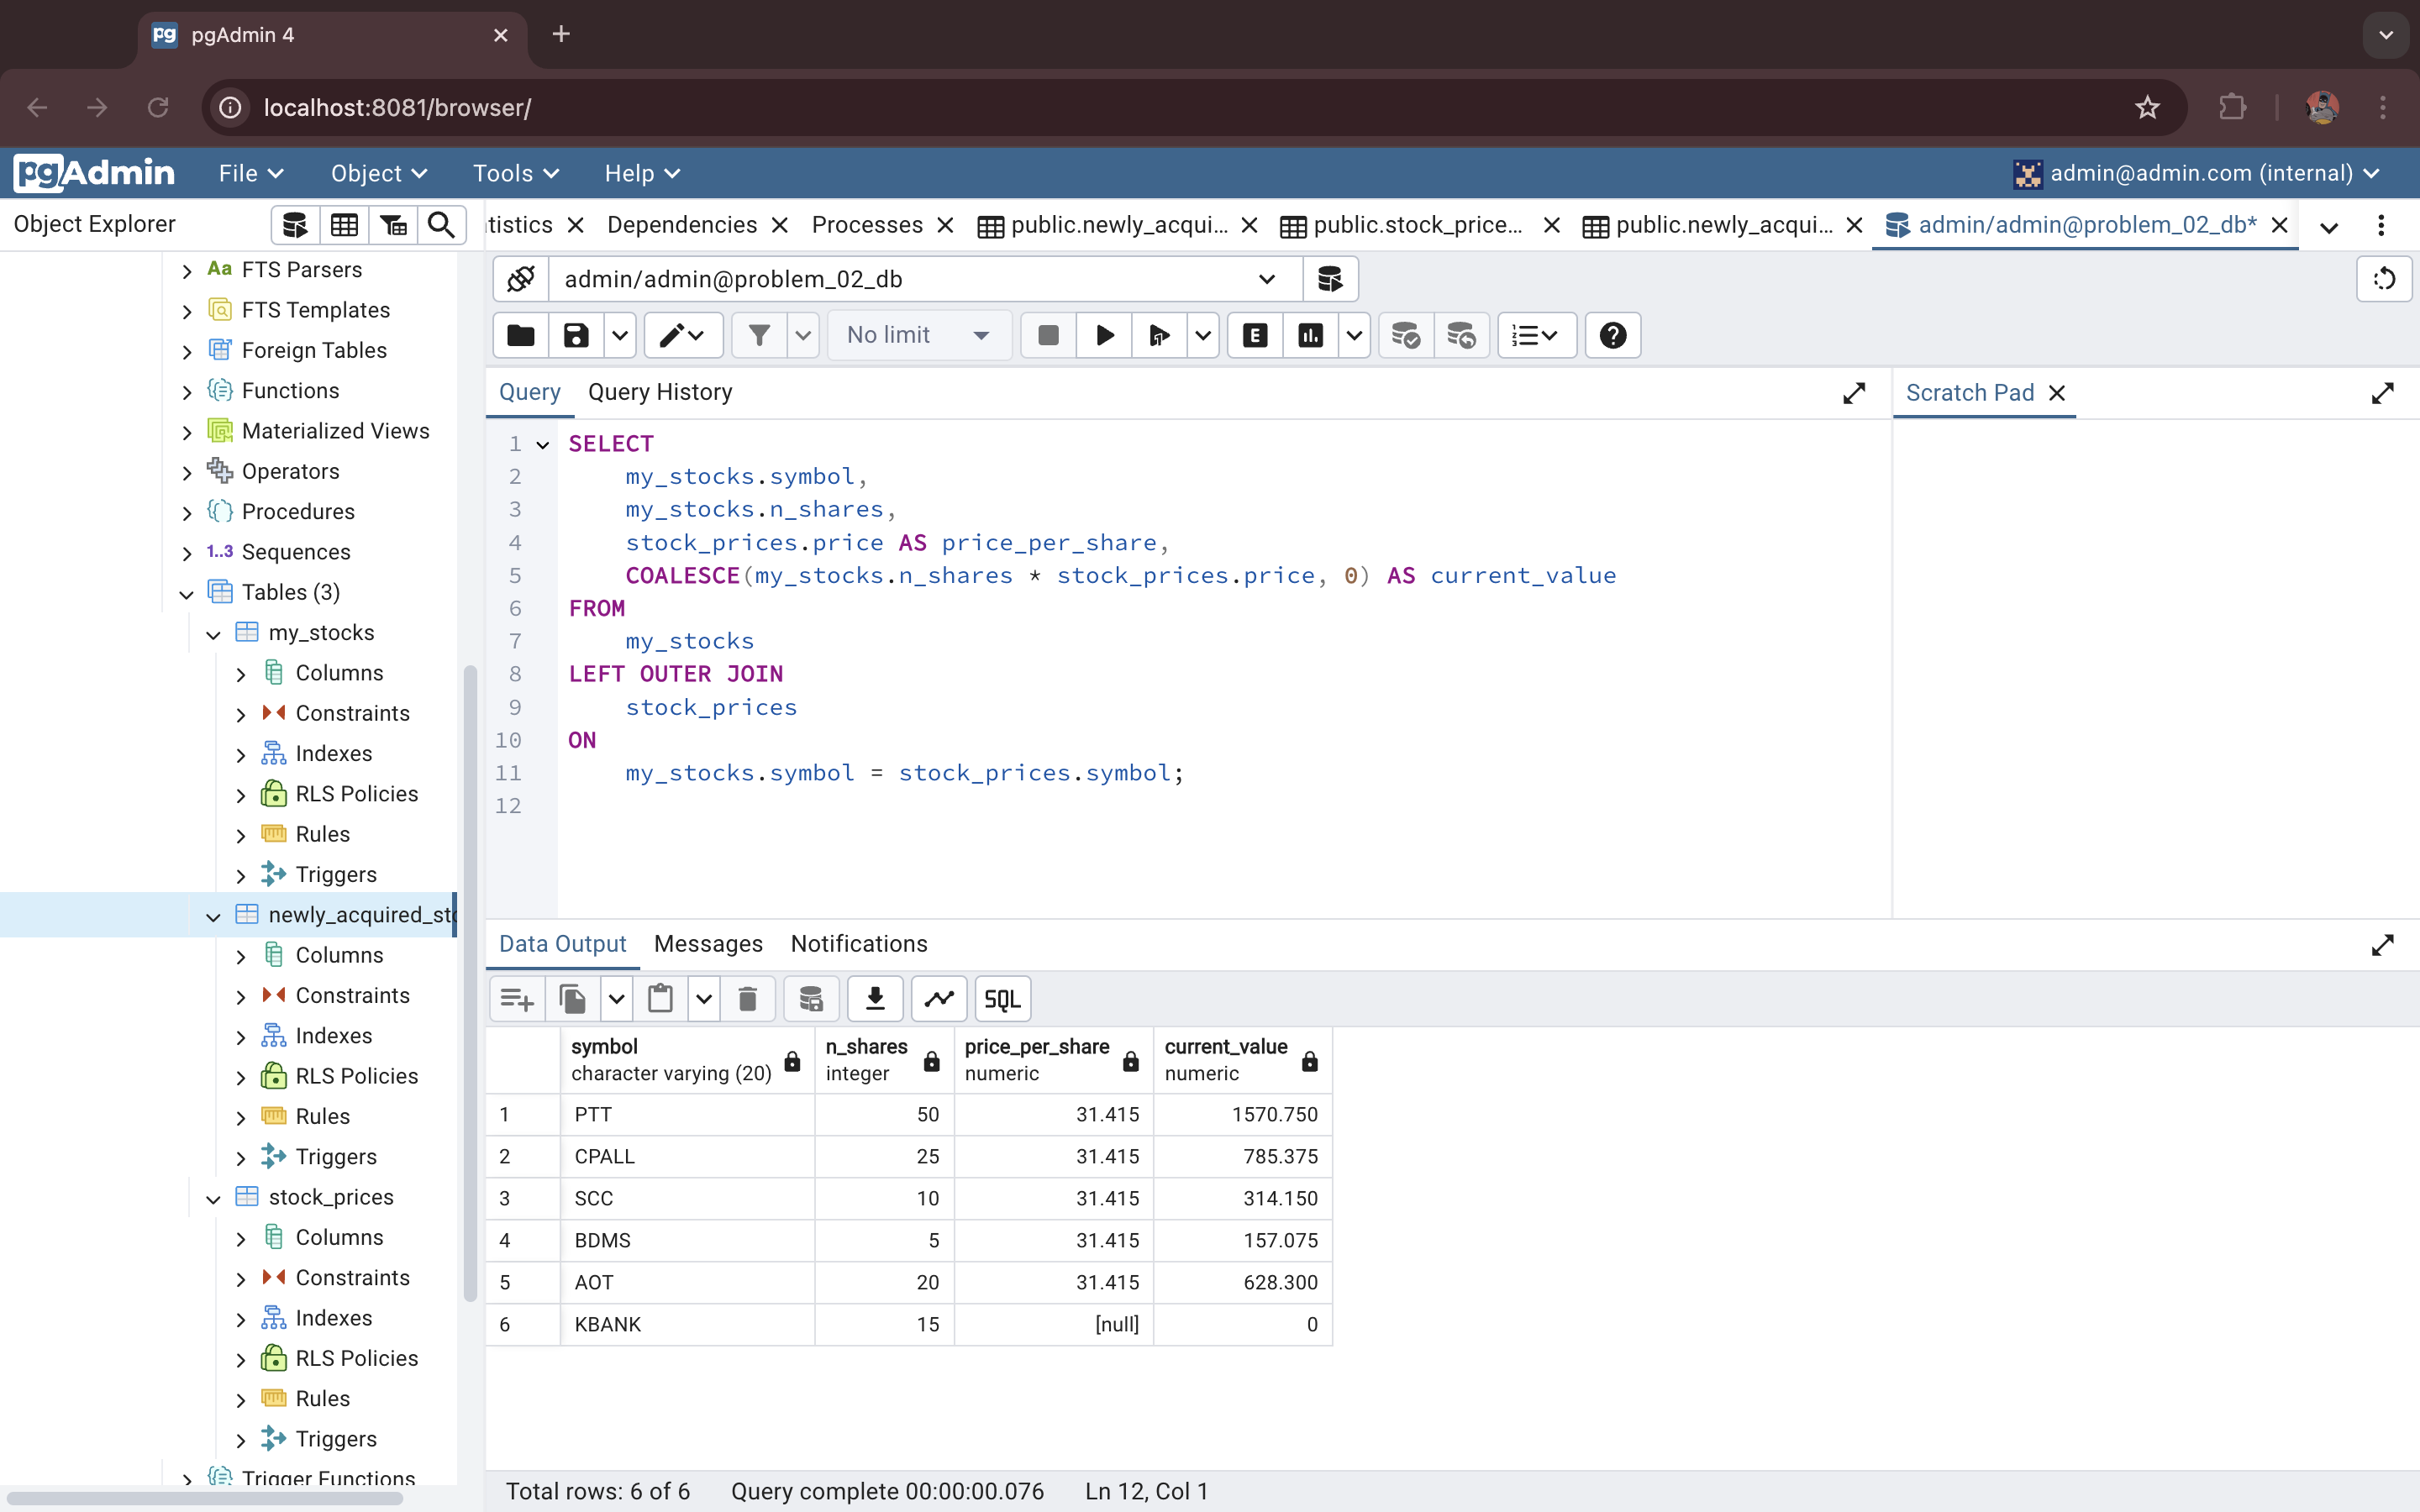 pgAdmin 4
localhost:8081/browser/
pgAdmin File Object Tools Help admin@admin.com (internal)
Object Explorer
tistics Dependencies Processes public.newly_acqui... public.stock_price... public.newly_acqui... admin/admin@problem_02_db*
admin/admin@problem_02_db
No limit
E
Query Query History
Scratch Pad
1 SELECT
2 my_stocks.symbol,
3 my_stocks.n_shares,
4 stock_prices.price AS price_per_share,
5 COALESCE(my_stocks.n_shares * stock_prices.price, 0) AS current_value
6 FROM
7 my_stocks
8 LEFT OUTER JOIN
9 stock_prices
10 ON
11 my_stocks.symbol = stock_prices.symbol;
12
Aa FTS Parsers
FTS Templates
Foreign Tables
Functions
Materialized Views
Operators
Procedures
1..3 Sequences
Tables (3)
my_stocks
Columns
Constraints
Indexes
RLS Policies
Rules
Triggers
newly_acquired_sto
Columns
Constraints
Indexes
RLS Policies
Rules
Triggers
stock_prices
Columns
Constraints
Indexes
RLS Policies
Rules
Triggers
Trigger Functions
Data Output Messages Notifications
SQL
symbol n_shares price_per_share current_value
character varying (20) integer numeric numeric
1 PTT 50 31.415 1570.750
2 CPALL 25 31.415 785.375
3 SCC 10 31.415 314.150
4 BDMS 5 31.415 157.075
5 AOT 20 31.415 628.300
6 KBANK 15 [null] 0
Total rows: 6 of 6 Query complete 00:00:00.076 Ln 12, Col 1